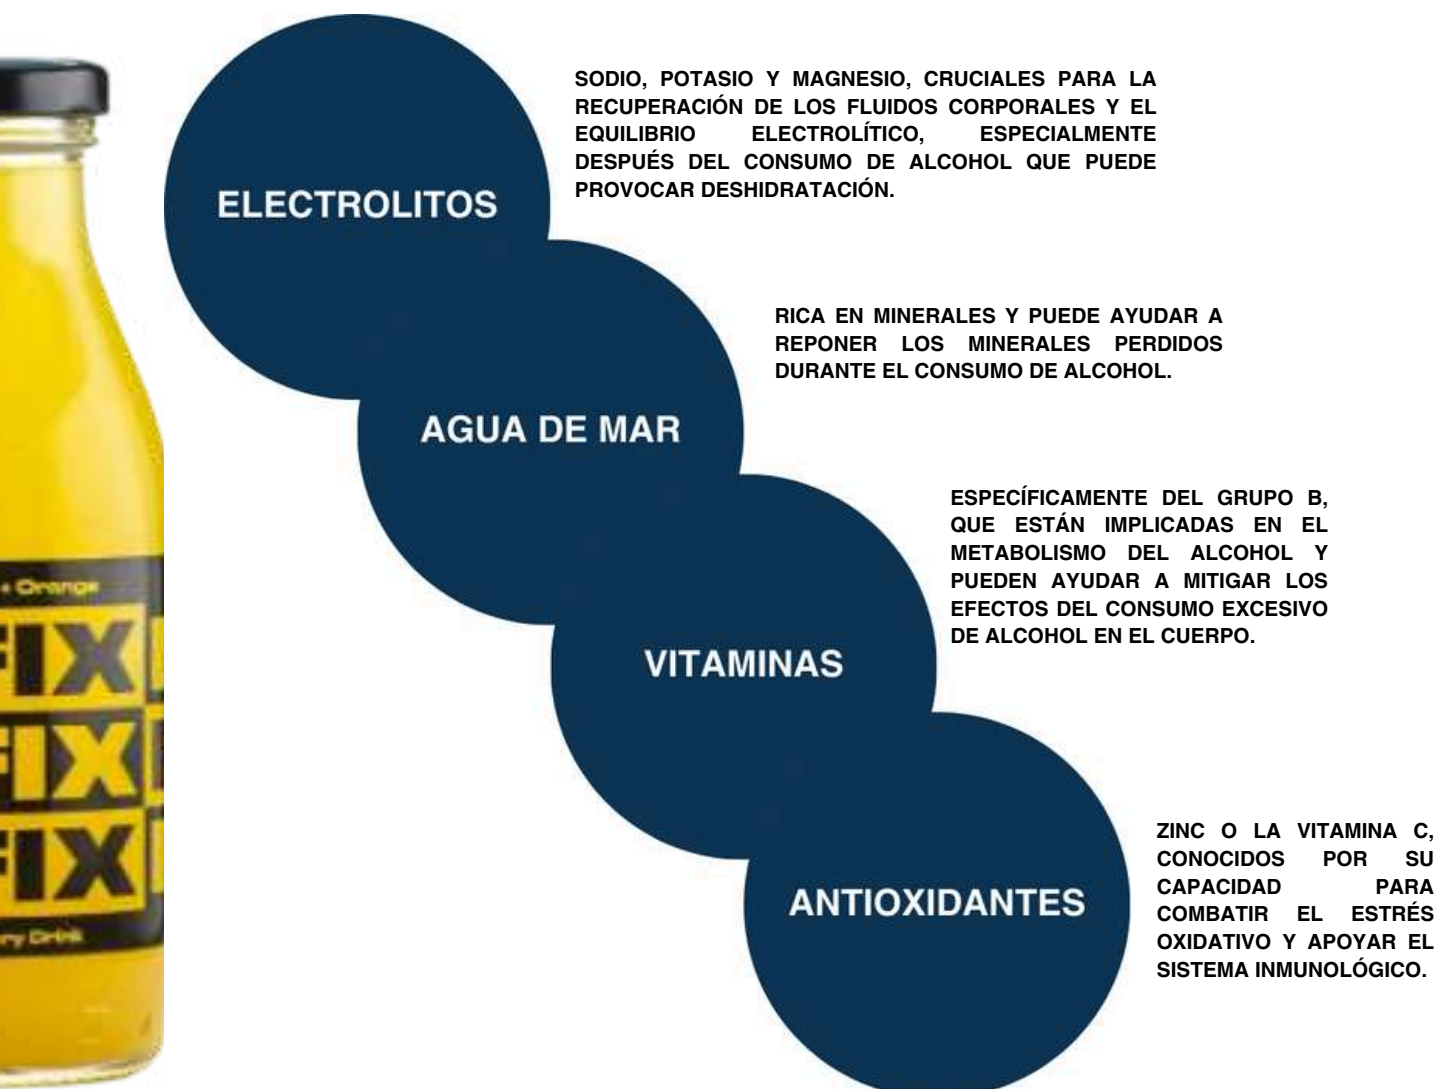 SODIO, POTASIO Y MAGNESIO, CRUCIALES PARA LA
RECUPERACIÓN DE LOS FLUIDOS CORPORALES Y EL
EQUILIBRIO ELECTROLÍTICO, ESPECIALMENTE
DESPUÉS DEL CONSUMO DE ALCOHOL QUE PUEDE
PROVOCAR DESHIDRATACIÓN.
ELECTROLITOS
RICA EN MINERALES Y PUEDE AYUDAR A
REPONER LOS MINERALES PERDIDOS
DURANTE EL CONSUMO DE ALCOHOL.
AGUA DE MAR
ESPECÍFICAMENTE DEL GRUPO B,
QUE ESTÁN IMPLICADAS EN EL
METABOLISMO DEL ALCOHOL Y
PUEDEN AYUDAR A MITIGAR LOS
EFECTOS DEL CONSUMO EXCESIVO
DE ALCOHOL EN EL CUERPO.
VITAMINAS
ZINC O LA VITAMINA C,
CONOCIDOS POR SU
CAPACIDAD PARA
COMBATIR EL ESTRÉS
OXIDATIVO Y APOYAR EL
SISTEMA INMUNOLÓGICO.
ANTIOXIDANTES
Orange
FIX
FIX
FIX
Drink